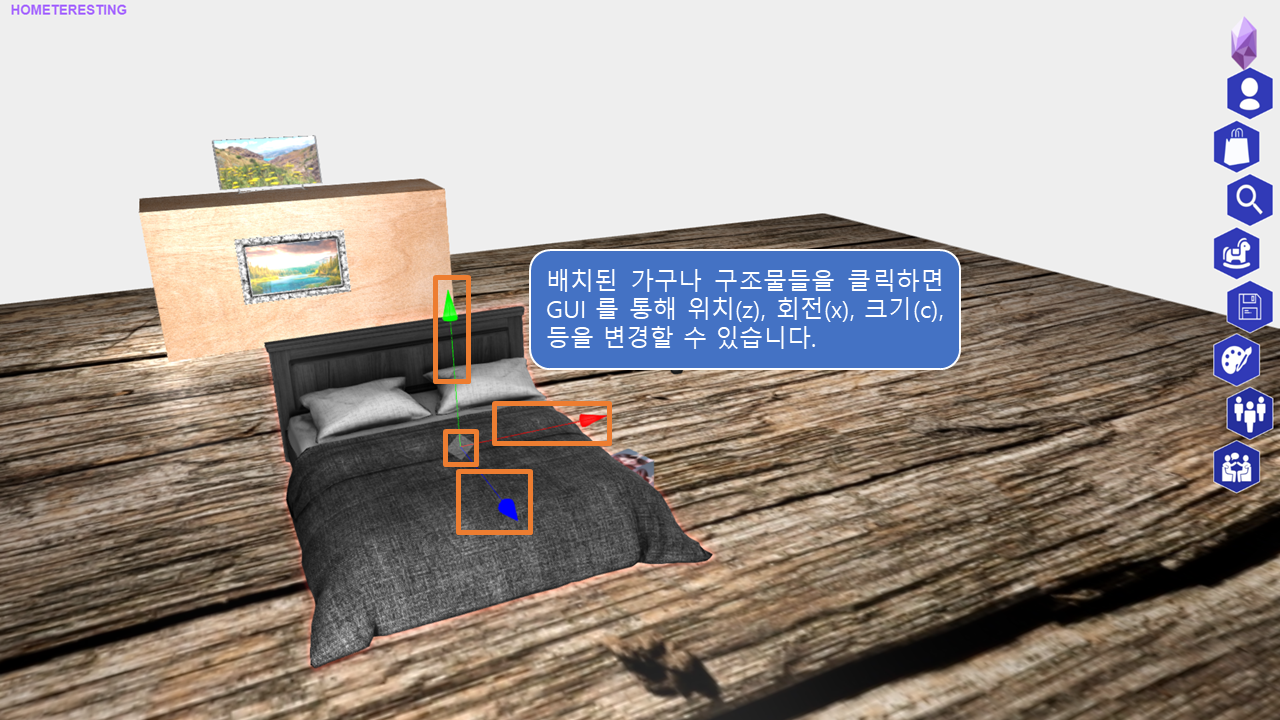 HOMETERESTING
배치된 가구나 구조물들을 클릭하면
GUI 를 통해 위치(z), 회전(x), 크기(c),
등을 변경할 수 있습니다.